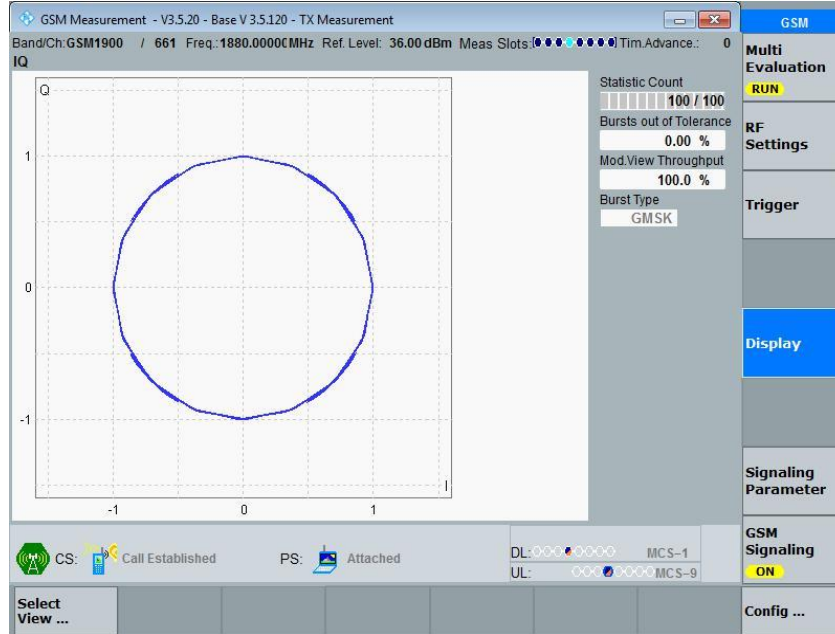 GSM Measurement - V3.5.20 - Base V 3.5.120 - TX Measurement
GSM
Band/Ch:GSM1900 / 661 Freq.:1880.00000MHz Ref. Level: 36.00 dBm Meas Slots: Tim.Advance.: 0
IQ
Multi
Evaluation
RUN
Q
Statistic Count
100 / 100
Bursts out of Tolerance
0.00 %
Mod.View Throughput
100.0 %
Burst Type
GMSK
RF
Settings
Trigger
Display
1
0
-1
I
-1 0 1
Signaling
Parameter
CS: Call Established PS: Attached
DL: MCS-1
UL: MCS-9
GSM
Signaling
ON
Select
View ...
Config ...